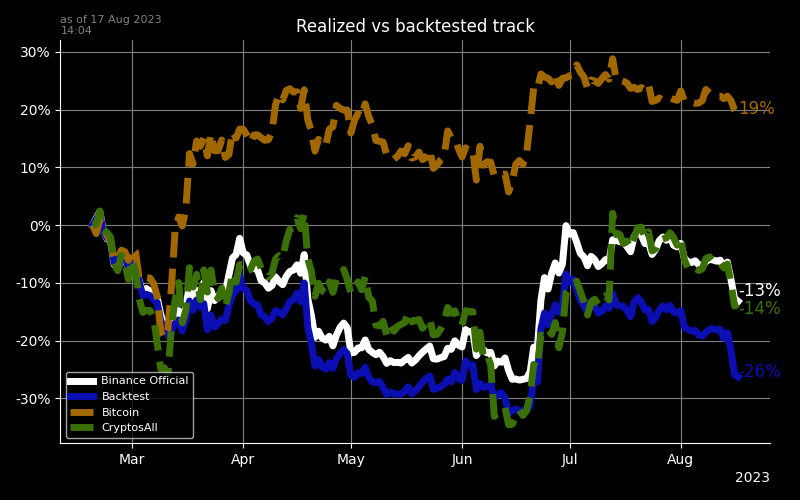 as of 17 Aug 2023
14:04
Realized vs backtested track
30%
20%
10%
0%
-10%
-20%
-30%
19%
-13%
-14%
-26%
Binance Official
Backtest
Bitcoin
CryptosAll
Mar Apr May Jun Jul Aug
2023